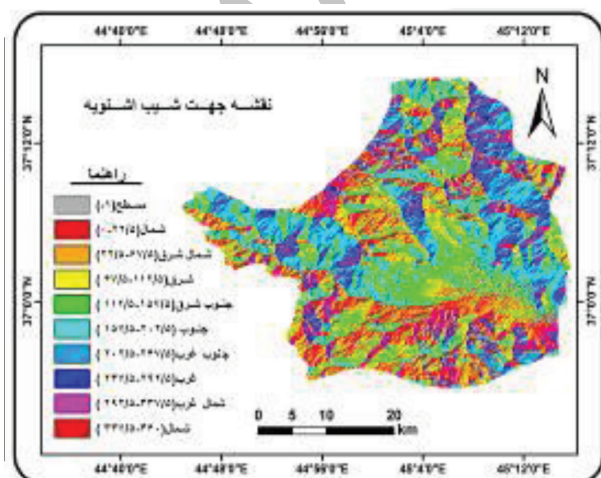 44°40'0"E 44°48'0"E 44°56'0"E 45°4'0"E 45°12'0"E
نقشه جهت شیب اشنویه
N
37°12'0"N 37°12'0"N
راهنما
مسطح(۱-)
شمال(۰-۲۲/۵)
شمال شرق(۲۲/۵-۶۷/۵)
شرق(۶۷/۵-۱۱۲/۵)
37°0'0"N 37°0'0"N
جنوب شرق(۱۱۲/۵-۱۵۷/۵)
جنوب (۱۵۷/۵-۲۰۲/۵)
جنوب غرب(۲۰۲/۵-۲۴۷/۵)
غرب(۲۴۷/۵-۲۹۲/۵)
شمال غرب(۲۹۲/۵-۳۳۷/۵)
شمال(۳۳۷/۵-۳۶۰)
0 5 10 20
km
44°40'0"E 44°48'0"E 44°56'0"E 45°4'0"E 45°12'0"E